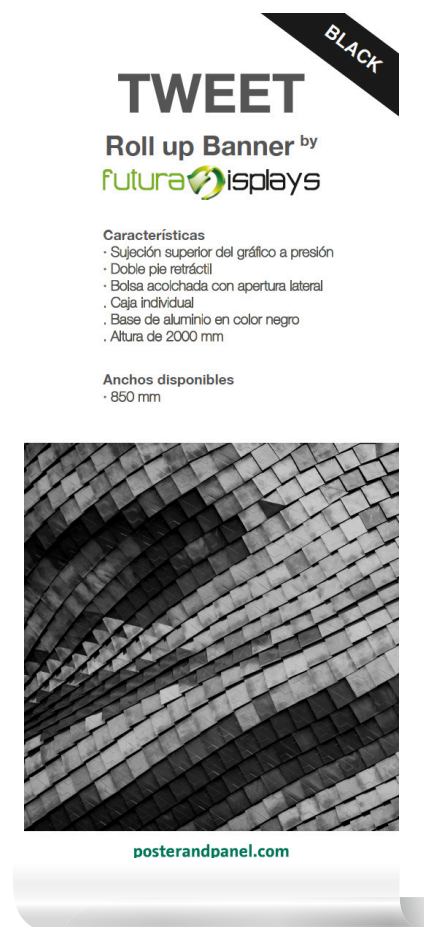 BLACK
TWEET
Roll up Banner by
futura Displays
Características
· Sujeción superior del gráfico a presión
· Doble pie retráctil
· Bolsa acolchada con apertura lateral
. Caja individual
. Base de aluminio en color negro
. Altura de 2000 mm
Anchos disponibles
· 850 mm
posterandpanel.com